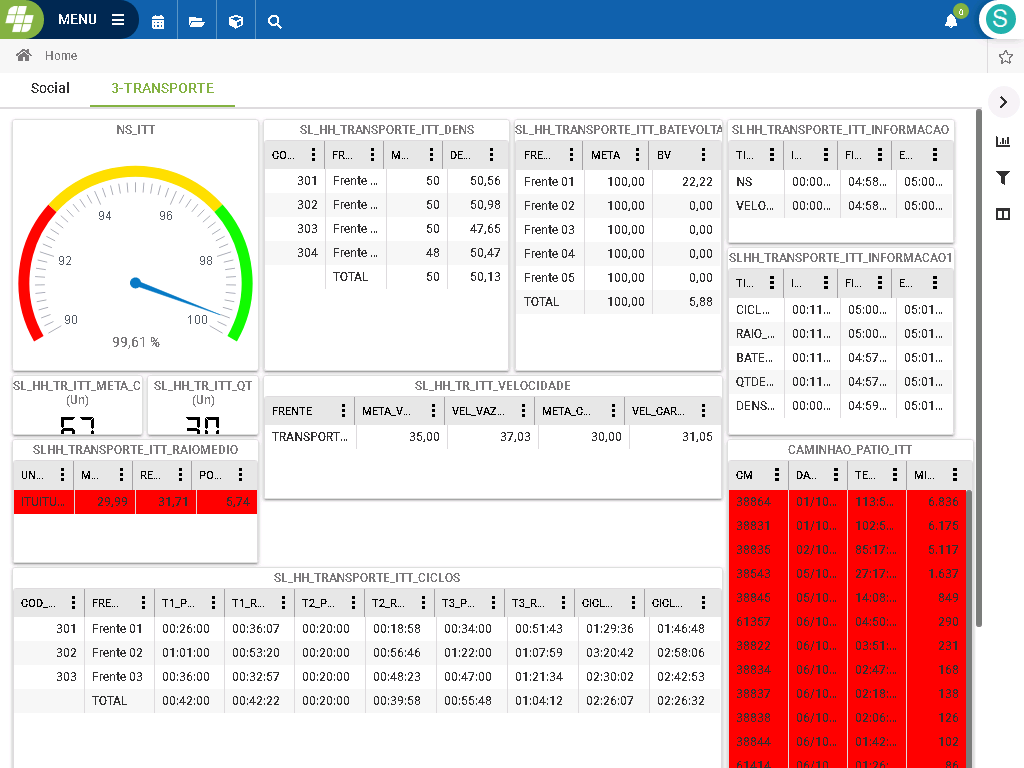 MENU
0
S
Home
Social
3-TRANSPORTE
NS_ITT
90
92
94
96
98
100
99,61 %
SL_HH_TRANSPORTE_ITT_DENS
CO... FR... M... DE...
301 Frente ... 50 50,56
302 Frente ... 50 50,98
303 Frente ... 50 47,65
304 Frente ... 48 50,47
TOTAL 50 50,13
SL_HH_TRANSPORTE_ITT_BATEVOLTA
FRE... META BV
Frente 01 100,00 22,22
Frente 02 100,00 0,00
Frente 03 100,00 0,00
Frente 04 100,00 0,00
Frente 05 100,00 0,00
TOTAL 100,00 5,88
SLHH_TRANSPORTE_ITT_INFORMACAO
TI... I... FI... E...
NS 00:00... 04:58... 05:00...
VELO... 00:00... 04:58... 05:00...
SLHH_TRANSPORTE_ITT_INFORMACAO1
TI... I... FI... E...
CICL... 00:11... 05:00... 05:01...
RAIO_... 00:11... 05:00... 05:01...
BATE... 00:11... 04:57... 05:01...
QTDE... 00:11... 04:57... 05:01...
DENS... 00:00... 04:59... 05:01...
SL_HH_TR_ITT_META_C
(Un)
SL_HH_TR_ITT_QT
(Un)
SL_HH_TR_ITT_VELOCIDADE
FRENTE META_V... VEL_VAZ... META_C... VEL_CAR...
TRANSPORT... 35,00 37,03 30,00 31,05
SLHH_TRANSPORTE_ITT_RAIOMEDIO
UN... M... RE... PO...
ITUITU... 29,99 31,71 5,74
CAMINHAO_PATIO_ITT
CM DA... TE... MI...
38864 01/10... 113:5... 6.836
38831 01/10... 102:5... 6.175
38835 02/10... 85:17:... 5.117
38543 05/10... 27:17:... 1.637
38845 05/10... 14:08:... 849
61357 06/10... 04:50:... 290
38822 06/10... 03:51:... 231
38834 06/10... 02:47:... 168
38837 06/10... 02:18:... 138
38838 06/10... 02:06:... 126
38844 06/10... 01:42:... 102
61414 06/10... 01:26... 86
SL_HH_TRANSPORTE_ITT_CICLOS
COD_... FRE... T1_P... T1_R... T2_P... T2_R... T3_P... T3_R... CICL... CICL...
301 Frente 01 00:26:00 00:36:07 00:20:00 00:18:58 00:34:00 00:51:43 01:29:36 01:46:48
302 Frente 02 01:01:00 00:53:20 00:20:00 00:56:46 01:22:00 01:07:59 03:20:42 02:58:06
303 Frente 03 00:36:00 00:32:57 00:20:00 00:48:23 00:47:00 01:21:34 02:30:02 02:42:53
TOTAL 00:42:00 00:42:22 00:20:00 00:39:58 00:55:48 01:04:12 02:26:07 02:26:32